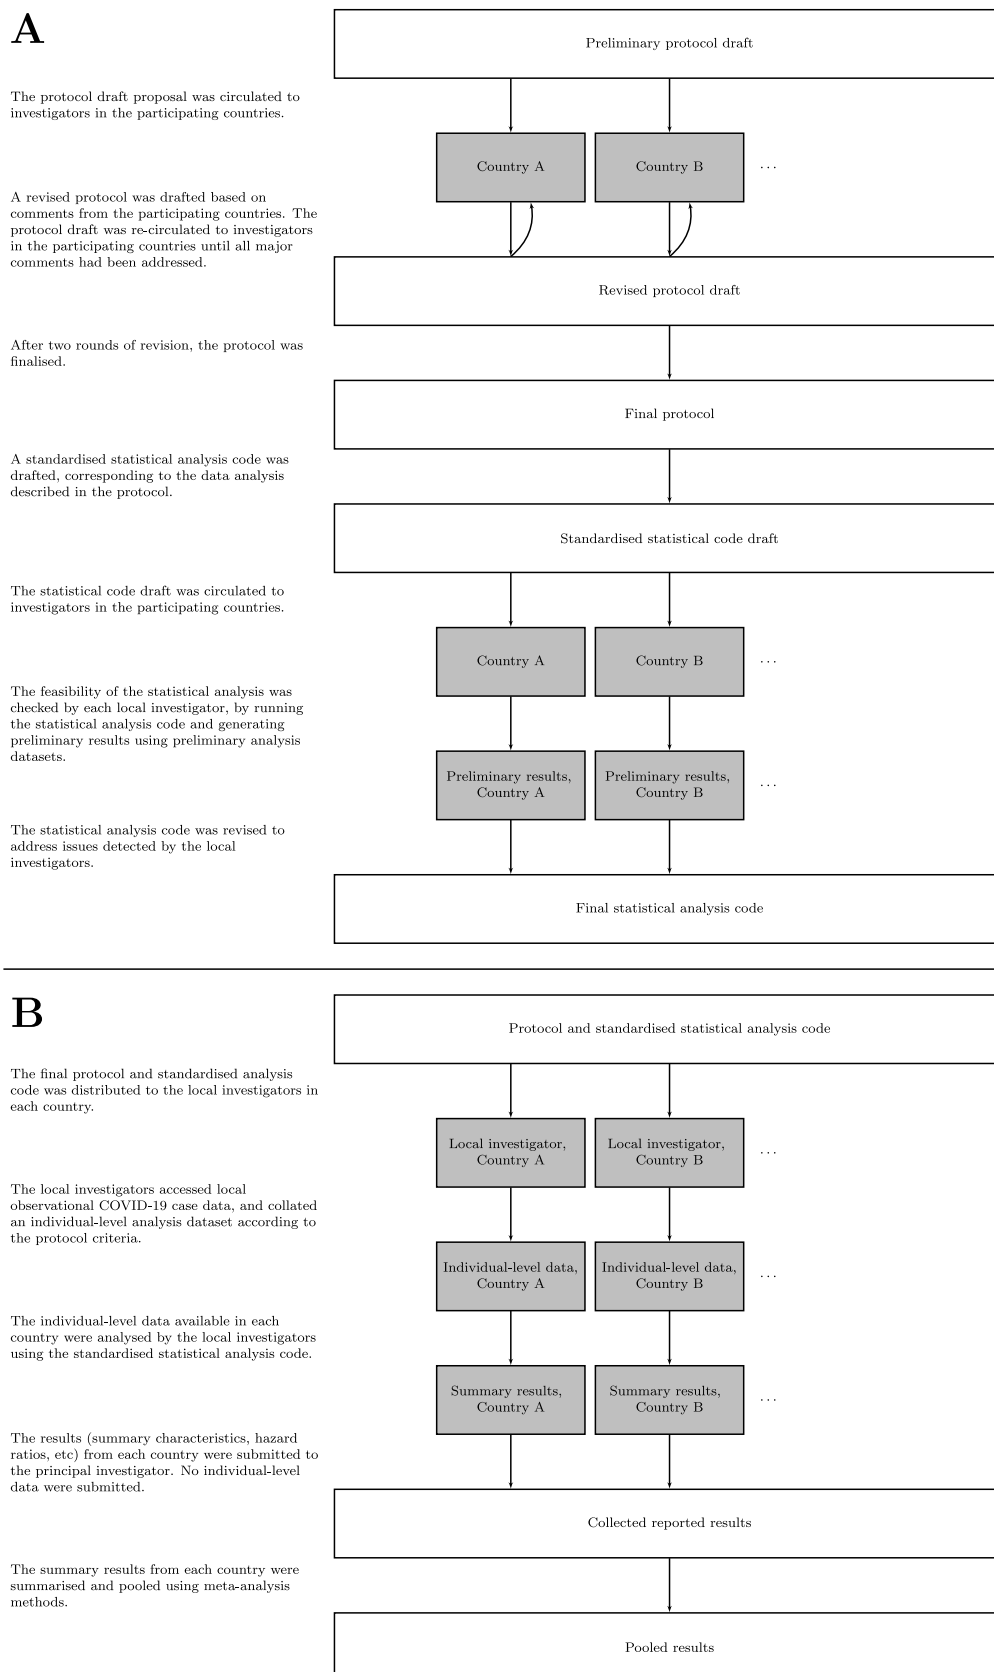 A
Preliminary protocol draft
The protocol draft proposal was circulated to
investigators in the participating countries.
Country A
Country B
...
A revised protocol was drafted based on
comments from the participating countries. The
protocol draft was re-circulated to investigators
in the participating countries until all major
comments had been addressed.
Revised protocol draft
After two rounds of revision, the protocol was
finalised.
Final protocol
A standardised statistical analysis code was
drafted, corresponding to the data analysis
described in the protocol.
Standardised statistical code draft
The statistical code draft was circulated to
investigators in the participating countries.
Country A
Country B
...
The feasibility of the statistical analysis was
checked by each local investigator, by running
the statistical analysis code and generating
preliminary results using preliminary analysis
datasets.
Preliminary results,
Country A
Preliminary results,
Country B
...
The statistical analysis code was revised to
address issues detected by the local
investigators.
Final statistical analysis code
B
Protocol and standardised statistical analysis code
The final protocol and standardised analysis
code was distributed to the local investigators in
each country.
Local investigator,
Country A
Local investigator,
Country B
...
The local investigators accessed local
observational COVID-19 case data, and collated
an individual-level analysis dataset according to
the protocol criteria.
Individual-level data,
Country A
Individual-level data,
Country B
...
The individual-level data available in each
country were analysed by the local investigators
using the standardised statistical analysis code.
Summary results,
Country A
Summary results,
Country B
...
The results (summary characteristics, hazard
ratios, etc) from each country were submitted to
the principal investigator. No individual-level
data were submitted.
Collected reported results
The summary results from each country were
summarised and pooled using meta-analysis
methods.
Pooled results